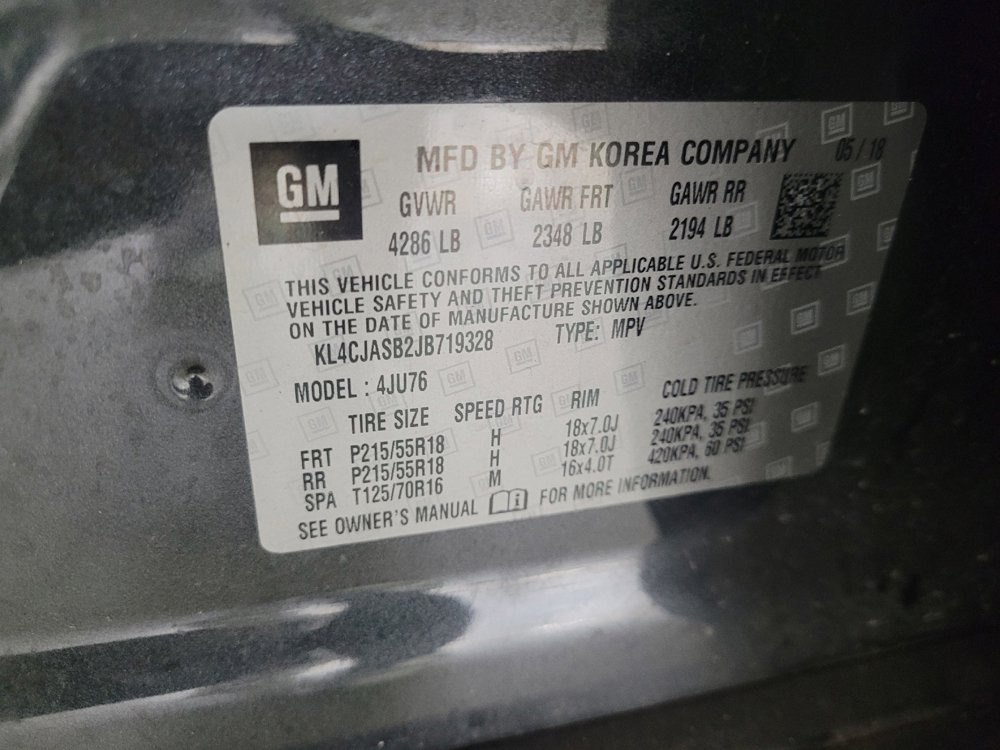 GM
MFD BY GM KOREA COMPANY 05/18
GVWR GAWR FRT GAWR RR
4286 LB 2348 LB 2194 LB
THIS VEHICLE CONFORMS TO ALL APPLICABLE U.S. FEDERAL MOTOR
VEHICLE SAFETY AND THEFT PREVENTION STANDARDS IN EFFECT
ON THE DATE OF MANUFACTURE SHOWN ABOVE.
KL4CJASB2JB719328 TYPE: MPV
MODEL : 4JU76
TIRE SIZE SPEED RTG RIM COLD TIRE PRESSURE
FRT P215/55R18 H 18x7.0J 240KPA, 35 PSI
RR P215/55R18 H 18x7.0J 240KPA, 35 PSI
SPA T125/70R16 M 16x4.0T 420KPA, 60 PSI
SEE OWNER'S MANUAL FOR MORE INFORMATION.